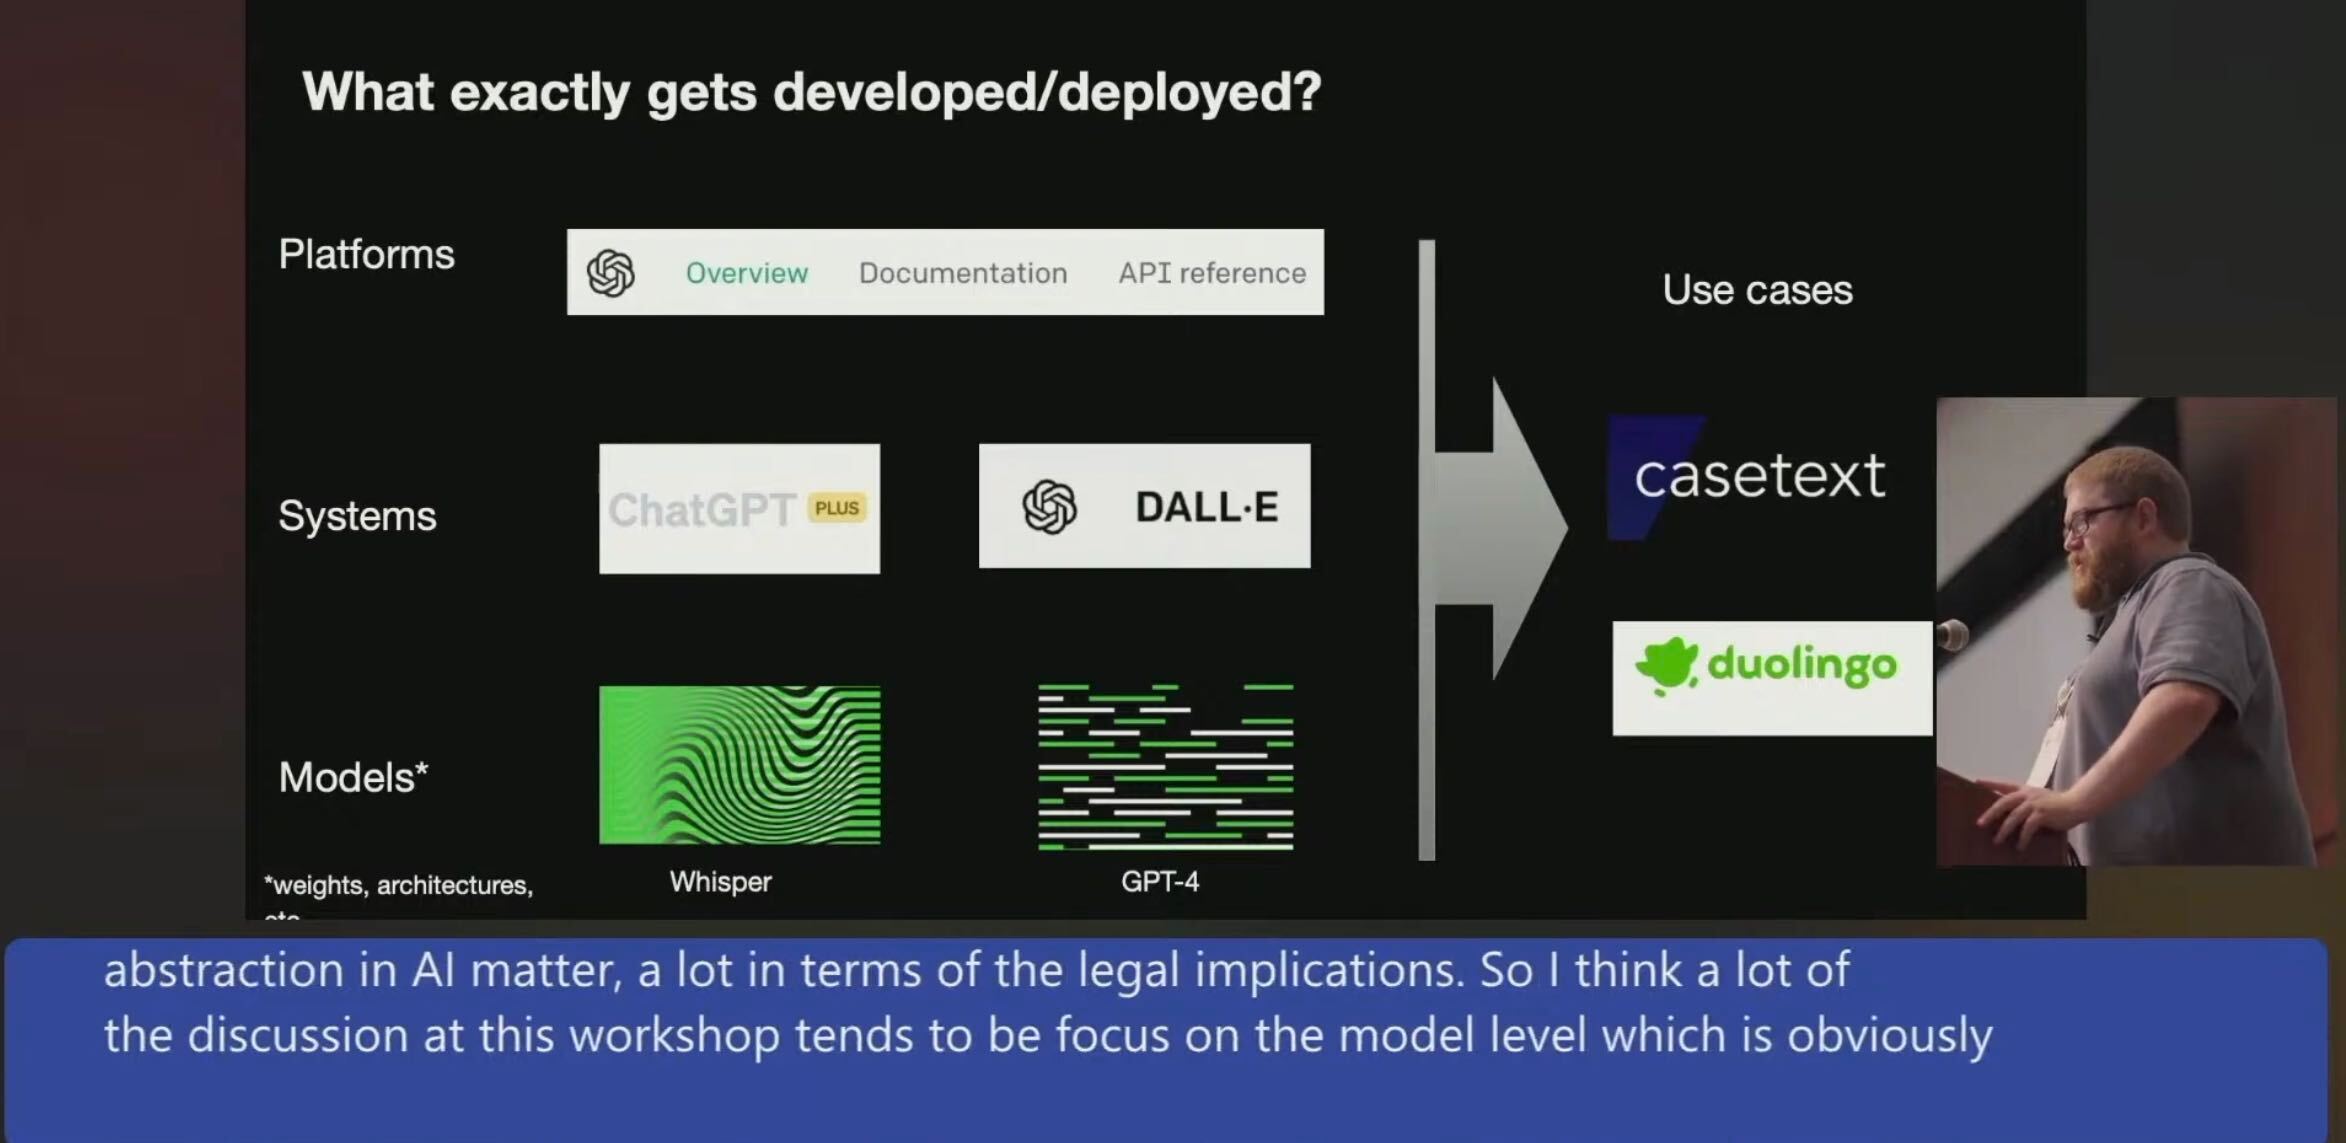 What exactly gets developed/deployed?
Platforms
Overview Documentation API reference
Use cases
Systems
ChatGPT PLUS
DALL·E
casetext
duolingo
Models*
Whisper
GPT-4
*weights, architectures,
etc
abstraction in AI matter, a lot in terms of the legal implications. So I think a lot of
the discussion at this workshop tends to be focus on the model level which is obviously